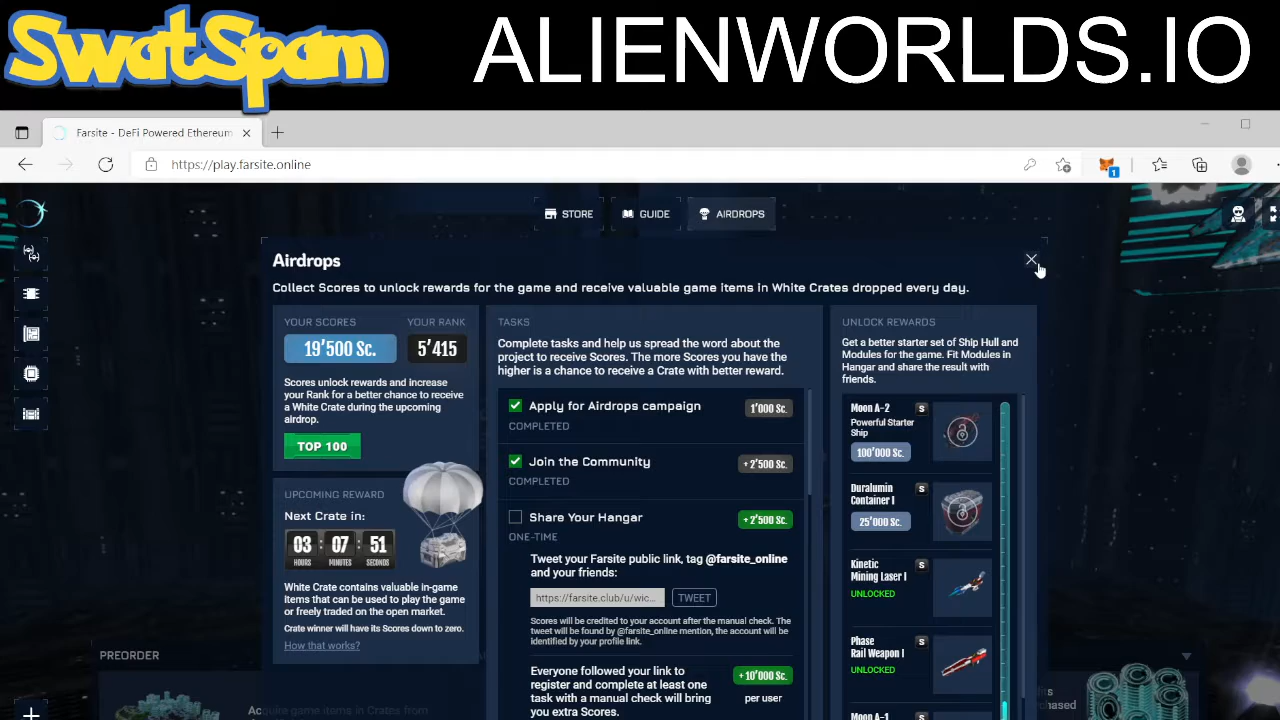 SwatSpam
ALIENWORLDS.IO
Farsite - DeFi Powered Ethereum
https://play.farsite.online
1
STORE
GUIDE
AIRDROPS
Airdrops
Collect Scores to unlock rewards for the game and receive valuable game items in White Crates dropped every day.
YOUR SCORES
YOUR RANK
19'500 Sc.
5'415
Scores unlock rewards and increase
your Rank for a better chance to receive
a White Crate during the upcoming
airdrop.
TOP 100
UPCOMING REWARD
Next Crate in:
03 : 07 : 51
HOURS MINUTES SECONDS
White Crate contains valuable in-game
items that can be used to play the game
or freely traded on the open market.
Crate winner will have its Scores down to zero.
How that works?
TASKS
Complete tasks and help us spread the word about the
project to receive Scores. The more Scores you have the
higher is a chance to receive a Crate with better reward.
Apply for Airdrops campaign
1'000 Sc.
COMPLETED
Join the Community
+2'500 Sc.
COMPLETED
Share Your Hangar
+2'500 Sc.
ONE-TIME
Tweet your Farsite public link, tag @farsite_online
and your friends:
https://farsite.club/u/wic...
TWEET
Scores will be credited to your account after the manual check. The
tweet will be found by @farsite_online mention, the account will be
identified by your profile link.
Everyone followed your link to
register and complete at least one
task with a manual check will bring
you extra Scores.
+10'000 Sc.
per user
UNLOCK REWARDS
Get a better starter set of Ship Hull and
Modules for the game. Fit Modules in
Hangar and share the result with
friends.
Moon A-2
S
Powerful Starter
Ship
100'000 Sc.
Duralumin
Container I
S
25'000 Sc.
Kinetic
Mining Laser I
S
UNLOCKED
Phase
Rail Weapon I
S
UNLOCKED
Moon A-1
S
PREORDER
Acquire game items in Crates from